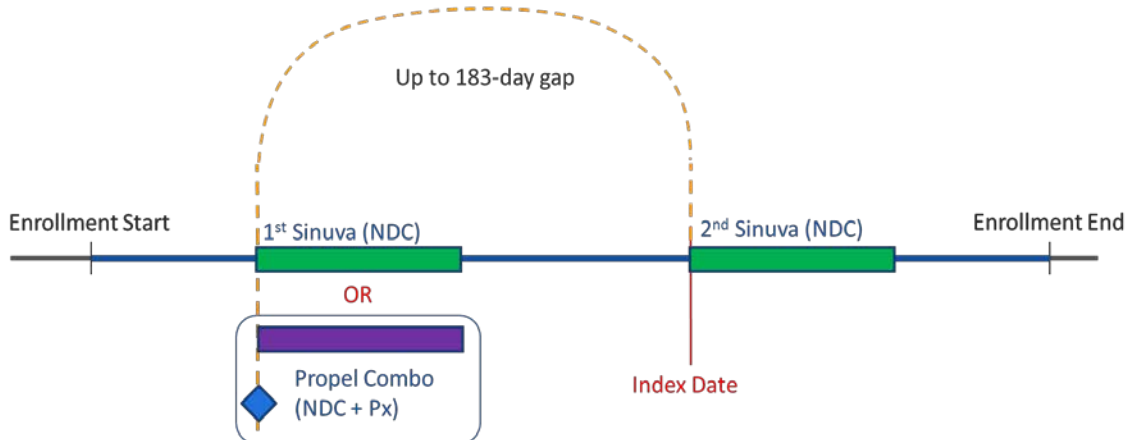 Up to 183-day gap
Enrollment Start
1st Sinuva (NDC)
2nd Sinuva (NDC)
Enrollment End
OR
Propel Combo
(NDC + Px)
Index Date